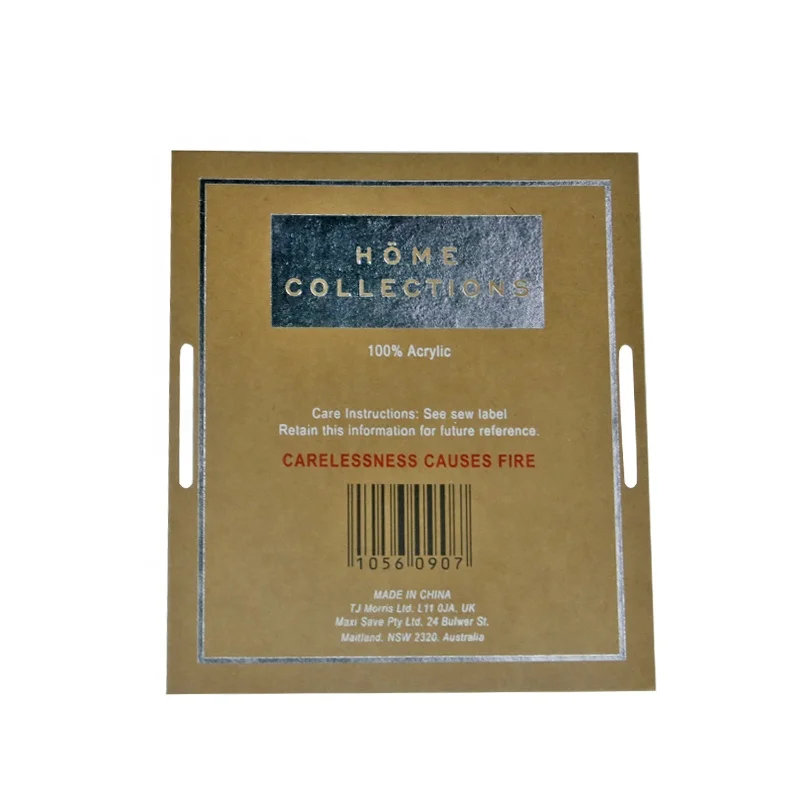 HÖME
COLLECTIONS
100% Acrylic
Care Instructions: See sew label
Retain this information for future reference.
CARELESSNESS CAUSES FIRE
1056 0907
MADE IN CHINA
TJ Morris Ltd. L11 0JA. UK
Maxi Save Pty Ltd. 24 Bulwer St.
Maitland. NSW 2320. Australia